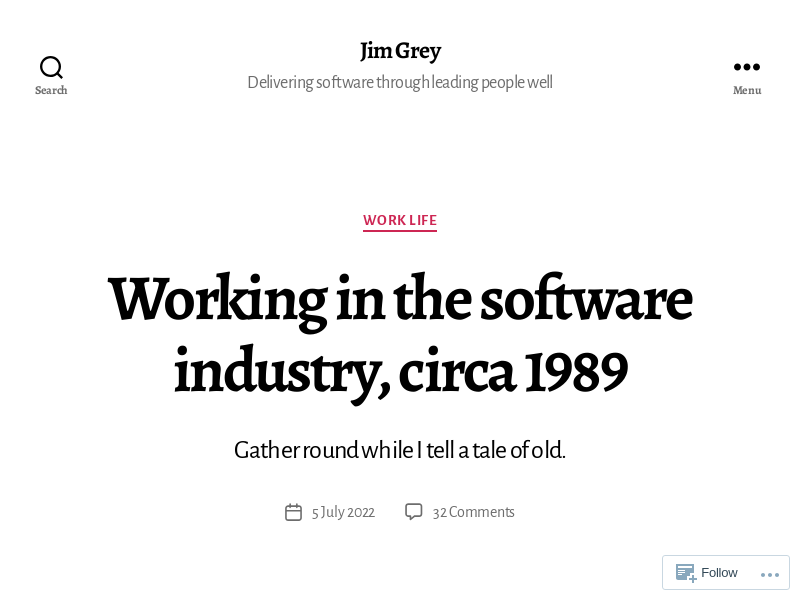 Jim Grey
Delivering software through leading people well
Search
Menu
WORK LIFE
Working in the software
industry, circa 1989
Gather round while I tell a tale of old.
5 July 2022
32 Comments
Follow